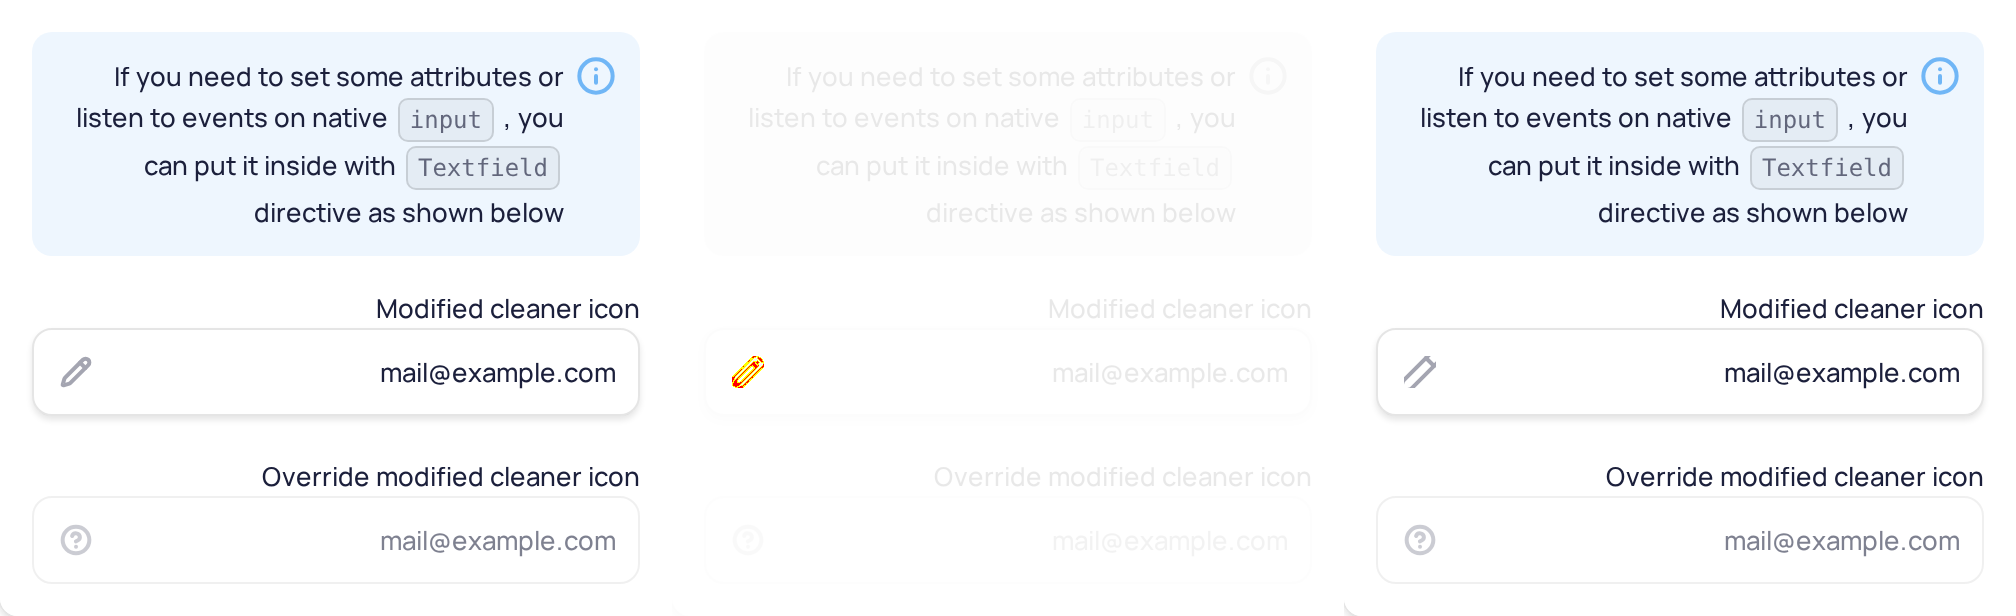 If you need to set some attributes or
listen to events on native input , you
can put it inside with Textfield
directive as shown below
Modified cleaner icon
mail@example.com
Override modified cleaner icon
mail@example.com
If you need to set some attributes or
listen to events on native input , you
can put it inside with Textfield
directive as shown below
Modified cleaner icon
mail@example.com
Override modified cleaner icon
mail@example.com
If you need to set some attributes or
listen to events on native input , you
can put it inside with Textfield
directive as shown below
Modified cleaner icon
mail@example.com
Override modified cleaner icon
mail@example.com